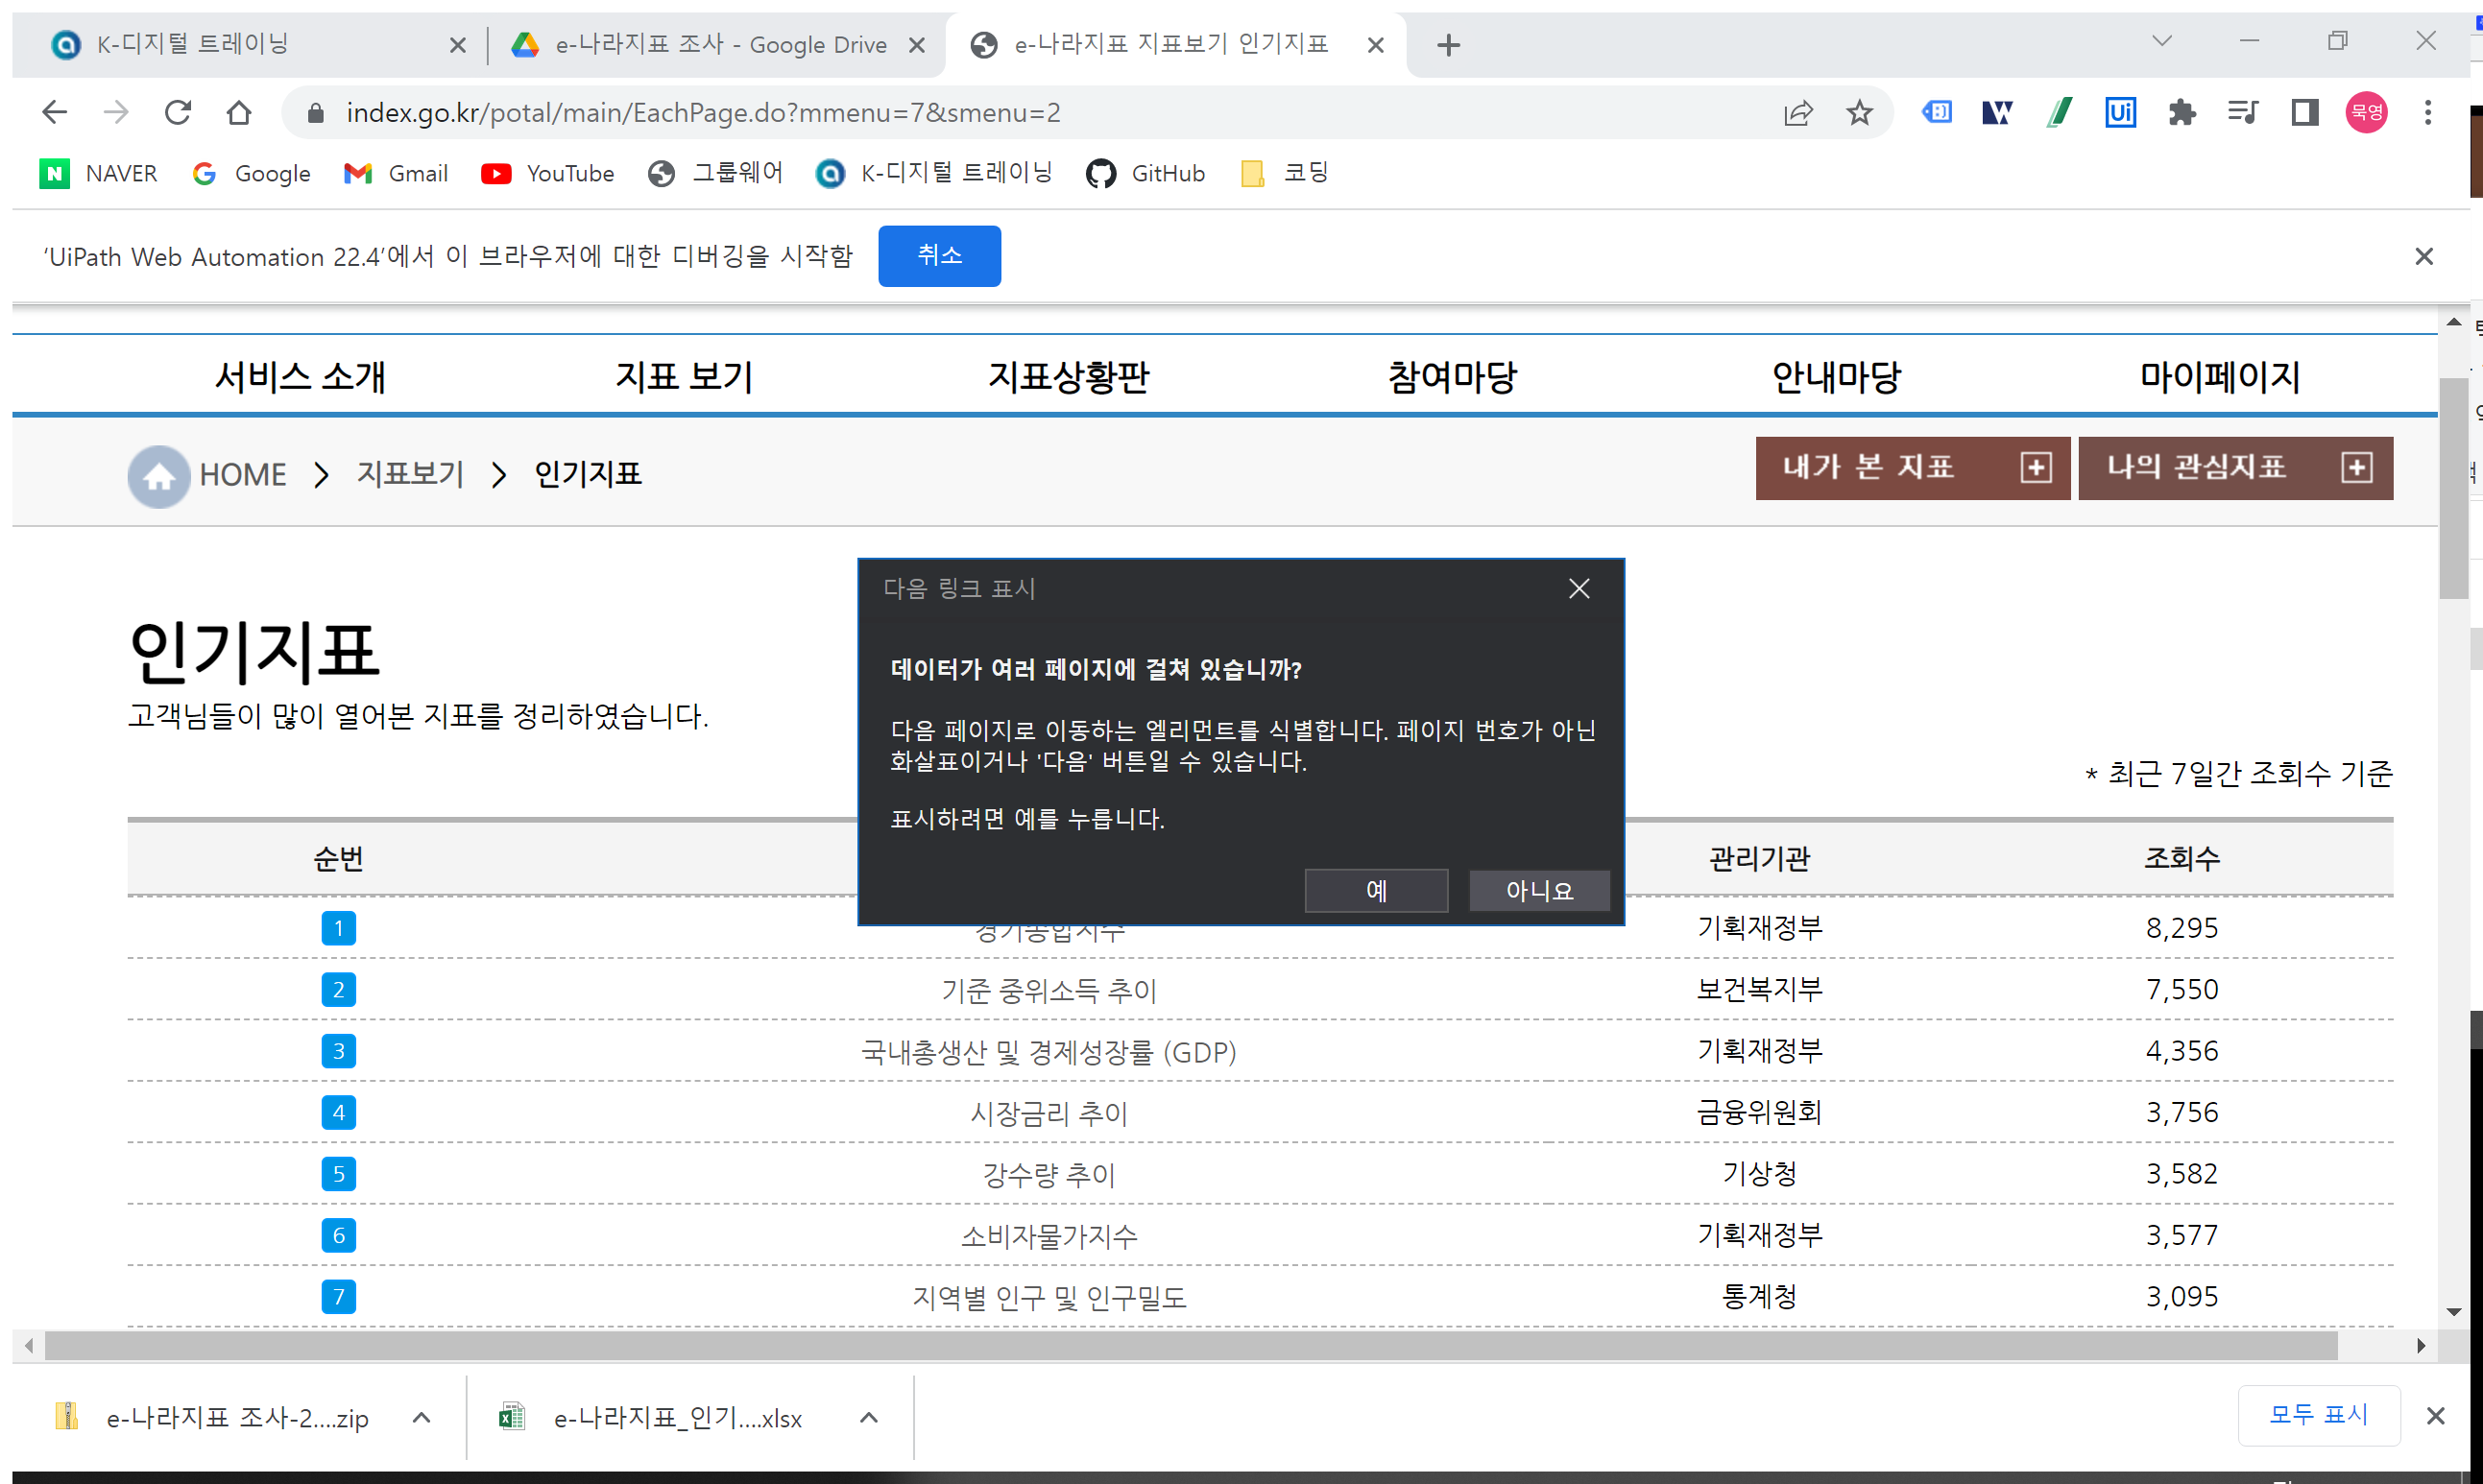 K-디지털 트레이닝
e-나라지표 조사 - Google Drive
e-나라지표 지표보기 인기지표
index.go.kr/potal/main/EachPage.do?mmenu=7&smenu=2
Ui
묵영
N NAVER
Google
Gmail
YouTube
그룹웨어
K-디지털 트레이닝
GitHub
코딩
'UiPath Web Automation 22.4'에서 이 브라우저에 대한 디버깅을 시작함
취소
서비스 소개 지표 보기 지표상황판 참여마당 안내마당 마이페이지
HOME > 지표보기 > 인기지표
내가 본 지표
나의 관심지표
다음 링크 표시
데이터가 여러 페이지에 걸쳐 있습니까?
다음 페이지로 이동하는 엘리먼트를 식별합니다. 페이지 번호가 아닌
화살표이거나 '다음' 버튼일 수 있습니다.
표시하려면 예를 누릅니다.
예 아니요
인기지표
고객님들이 많이 열어본 지표를 정리하였습니다.
* 최근 7일간 조회수 기준
순번 관리기관 조회수
1 경기종합지수 기획재정부 8,295
2 기준 중위소득 추이 보건복지부 7,550
3 국내총생산 및 경제성장률 (GDP) 기획재정부 4,356
4 시장금리 추이 금융위원회 3,756
5 강수량 추이 기상청 3,582
6 소비자물가지수 기획재정부 3,577
7 지역별 인구 및 인구밀도 통계청 3,095
e-나라지표 조사-2....zip
e-나라지표_인기....xlsx
모두 표시